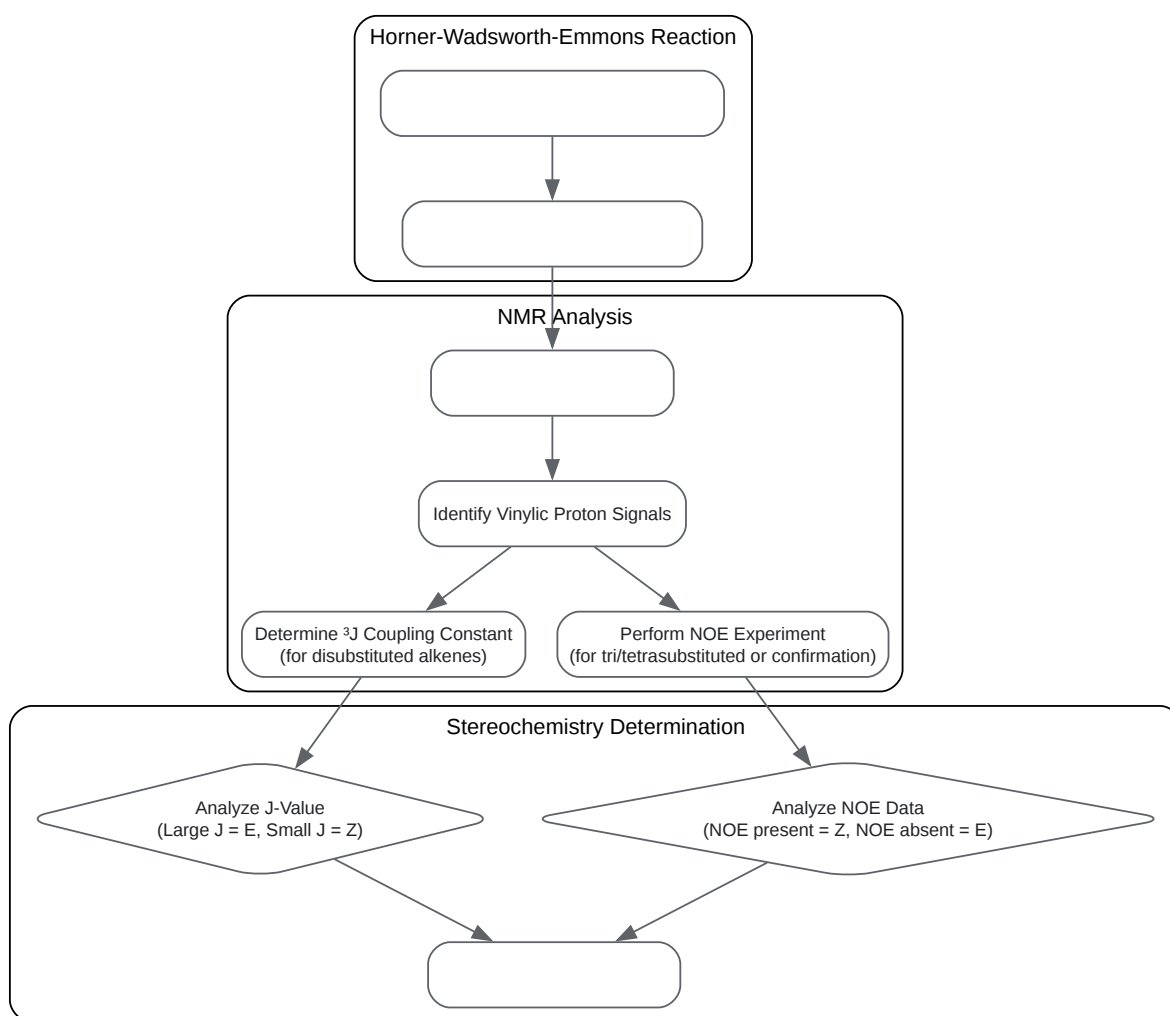 Horner-Wadsworth-Emmons Reaction
NMR Analysis
Identify Vinylic Proton Signals
Determine ³J Coupling Constant
(for disubstituted alkenes)
Perform NOE Experiment
(for tri/tetrasubstituted or confirmation)
Stereochemistry Determination
Analyze J-Value
(Large J = E, Small J = Z)
Analyze NOE Data
(NOE present = Z, NOE absent = E)